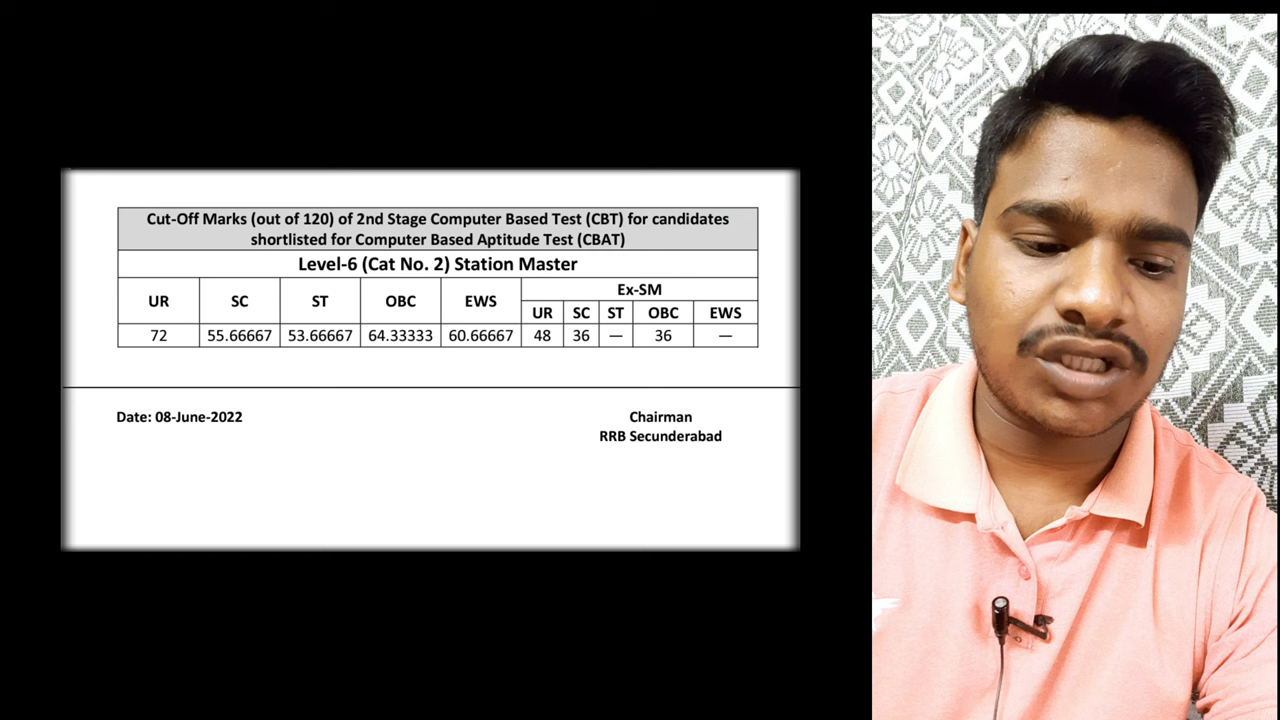 Cut-Off Marks (out of 120) of 2nd Stage Computer Based Test (CBT) for candidates
shortlisted for Computer Based Aptitude Test (CBAT)
Level-6 (Cat No. 2) Station Master
UR SC ST OBC EWS Ex-SM
UR SC ST OBC EWS
72 55.66667 53.66667 64.33333 60.66667 48 36 — 36 —
Date: 08-June-2022 Chairman
RRB Secunderabad